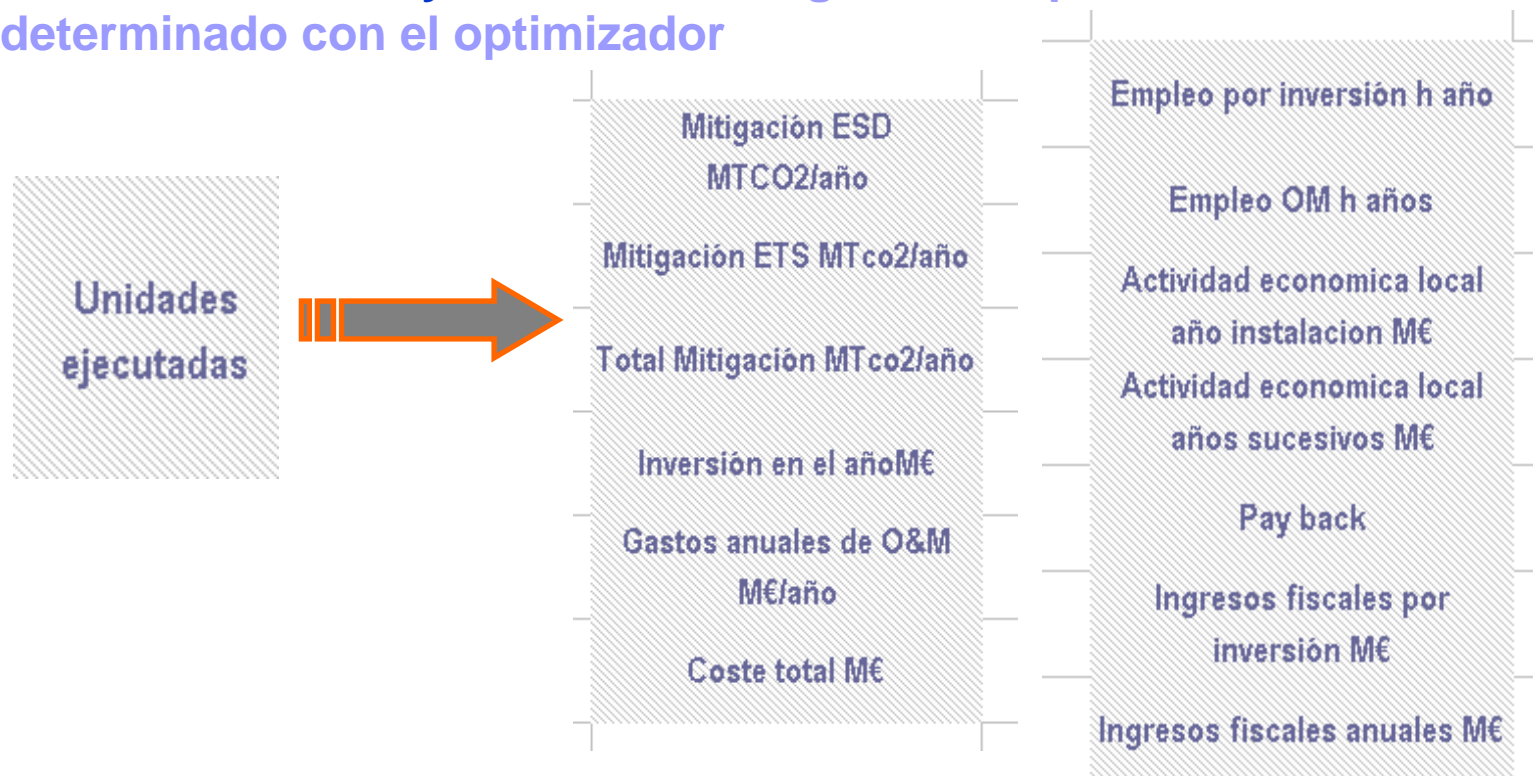 determinado con el optimizador
Unidades
ejecutadas
Mitigación ESD
MTCO2/año
Mitigación ETS MTco2/año
Total Mitigación MTco2/año
Inversión en el añoM€
Gastos anuales de O&M
M€/año
Coste total M€
Empleo por inversión h año
Empleo OM h años
Actividad economica local
año instalacion M€
Actividad economica local
años sucesivos M€
Pay back
Ingresos fiscales por
inversión M€
Ingresos fiscales anuales M€